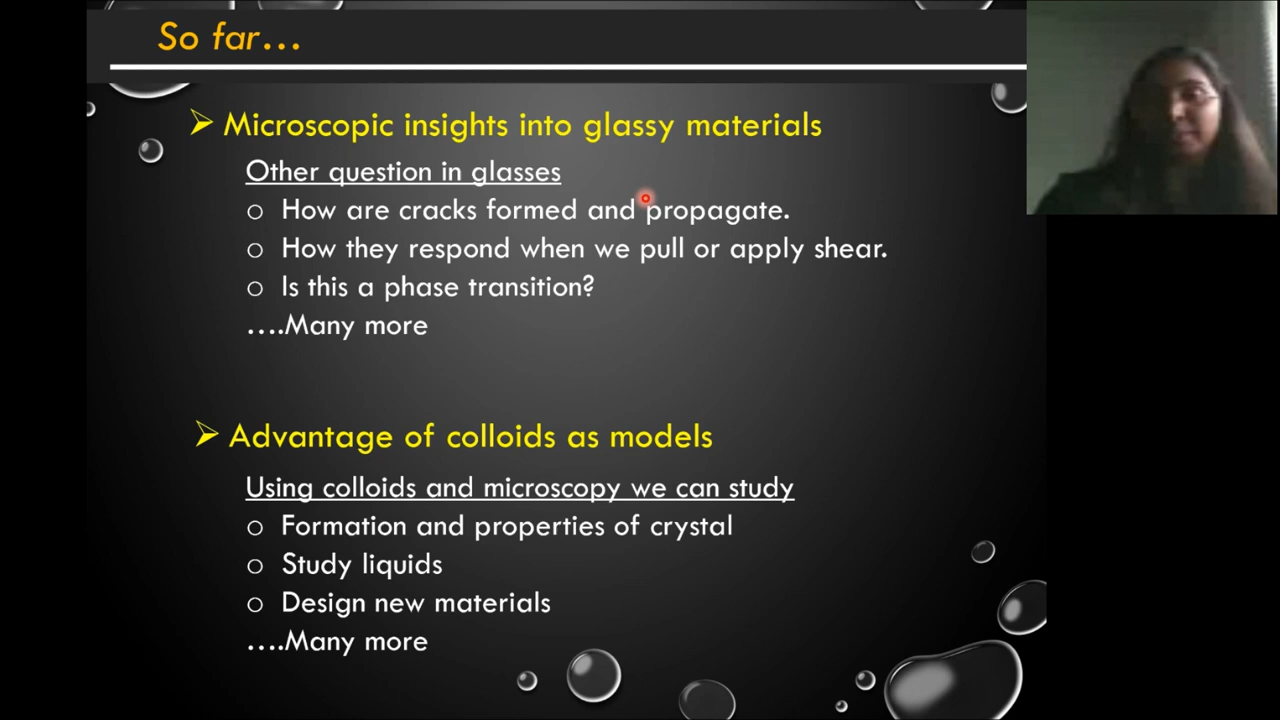 So far...
Microscopic insights into glassy materials
Other question in glasses
How are cracks formed and propagate.
How they respond when we pull or apply shear.
Is this a phase transition?
....Many more
Advantage of colloids as models
Using colloids and microscopy we can study
Formation and properties of crystal
Study liquids
Design new materials
....Many more